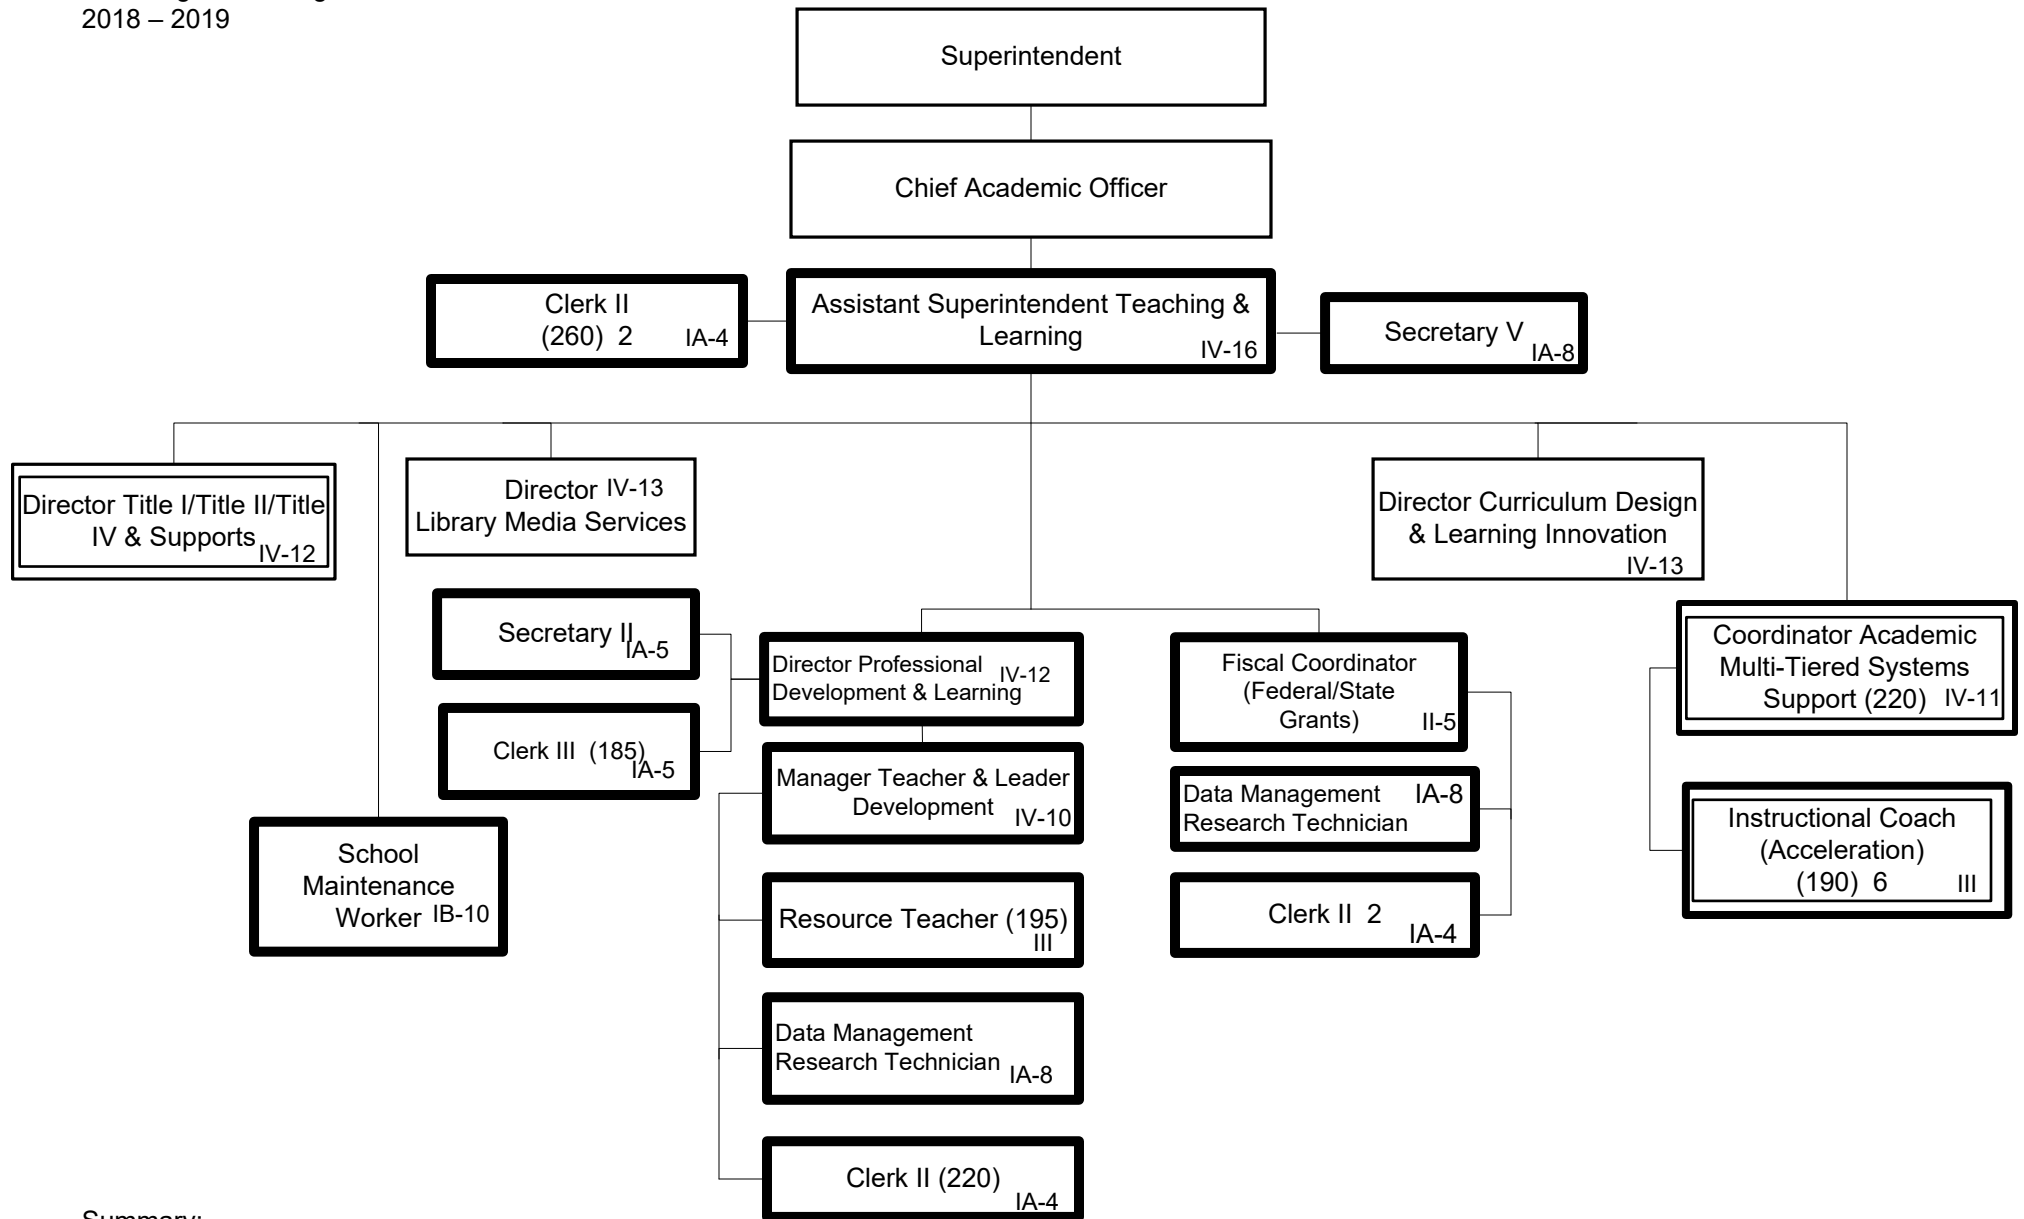 2018 – 2019
Superintendent
Chief Academic Officer
Clerk II
(260) 2 IA-4
Assistant Superintendent Teaching &
Learning
IV-16
Secretary V
IA-8
Director Title I/Title II/Title
IV & Supports
IV-12
Director IV-13
Library Media Services
Director Curriculum Design
& Learning Innovation
IV-13
Secretary II
IA-5
Clerk III (185)
IA-5
Director Professional
Development & Learning
IV-12
Fiscal Coordinator
(Federal/State
Grants)
II-5
Coordinator Academic
Multi-Tiered Systems
Support (220) IV-11
Manager Teacher & Leader
Development
IV-10
Data Management IA-8
Research Technician
Instructional Coach
(Acceleration)
(190) 6 III
School
Maintenance
Worker IB-10
Resource Teacher (195)
III
Clerk II 2
IA-4
Data Management
Research Technician
IA-8
Clerk II (220)
IA-4
Summary: